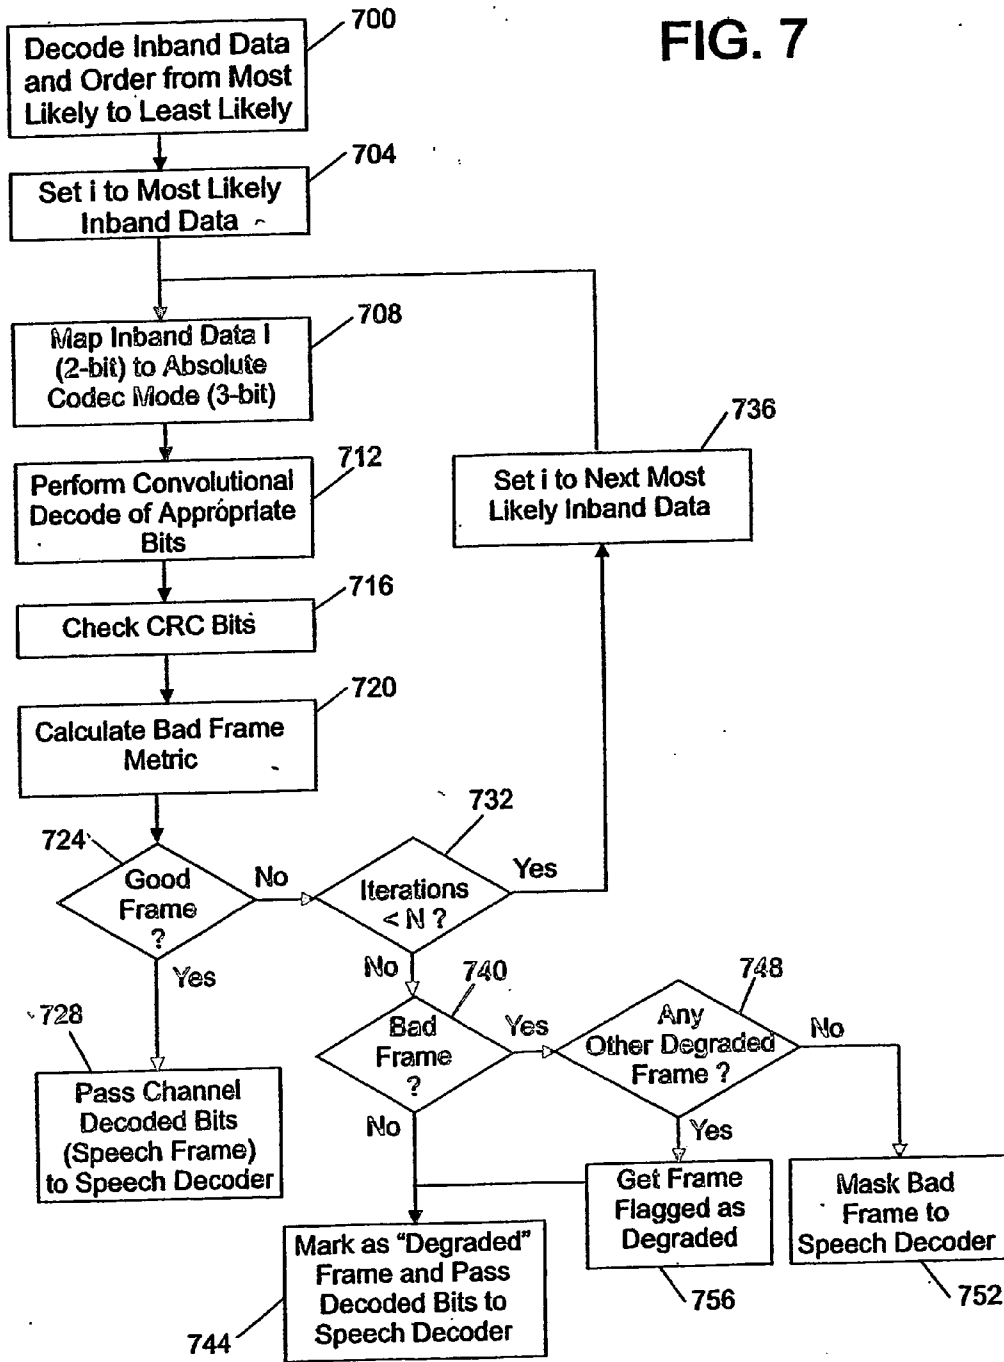 FIG. 7
700
Decode Inband Data
and Order from Most
Likely to Least Likely
704
Set i to Most Likely
Inband Data
708
Map Inband Data I
(2-bit) to Absolute
Codec Mode (3-bit)
712
Perform Convolutional
Decode of Appropriate
Bits
716
Check CRC Bits
720
Calculate Bad Frame
Metric
724
Good
Frame
?
No
Yes
728
Pass Channel
Decoded Bits
(Speech Frame)
to Speech Decoder
732
Iterations
< N ?
Yes
No
736
Set i to Next Most
Likely Inband Data
740
Bad
Frame
?
Yes
No
748
Any
Other Degraded
Frame ?
No
Yes
744
Mark as “Degraded”
Frame and Pass
Decoded Bits to
Speech Decoder
Get Frame
Flagged as
Degraded
756
Mask Bad
Frame to
Speech Decoder
752